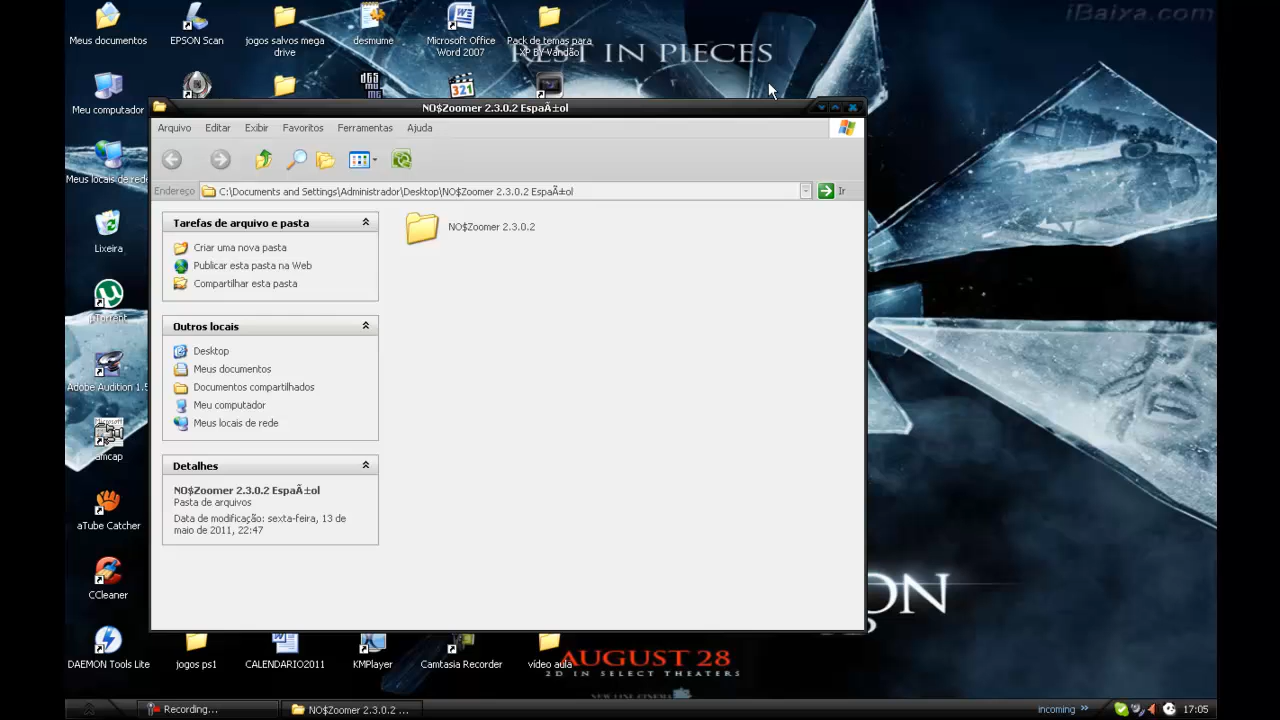 iBaixa.com
REST IN PIECES
Meus documentos
EPSON Scan
jogos salvos mega drive
desmume
Microsoft Office Word 2007
Pack de temas para XP BY Vandão
Meu computador
Meus locais de rede
Lixeira
µTorrent
Adobe Audition 1.5
amcap
aTube Catcher
CCleaner
DAEMON Tools Lite
jogos ps1
CALENDARIO2011
KMPlayer
Camtasia Recorder
vídeo aula
321
NO$Zoomer 2.3.0.2 EspaÃ±ol
Arquivo Editar Exibir Favoritos Ferramentas Ajuda
Endereço C:\Documents and Settings\Administrador\Desktop\NO$Zoomer 2.3.0.2 EspaÃ±ol Ir
Tarefas de arquivo e pasta
Criar uma nova pasta
Publicar esta pasta na Web
Compartilhar esta pasta
Outros locais
Desktop
Meus documentos
Documentos compartilhados
Meu computador
Meus locais de rede
Detalhes
NO$Zoomer 2.3.0.2 EspaÃ±ol
Pasta de arquivos
Data de modificação: sexta-feira, 13 de
maio de 2011, 22:47
NO$Zoomer 2.3.0.2
ON
AUGUST 28
2D IN SELECT THEATERS
Recording...
NO$Zoomer 2.3.0.2 ...
incoming »
17:05